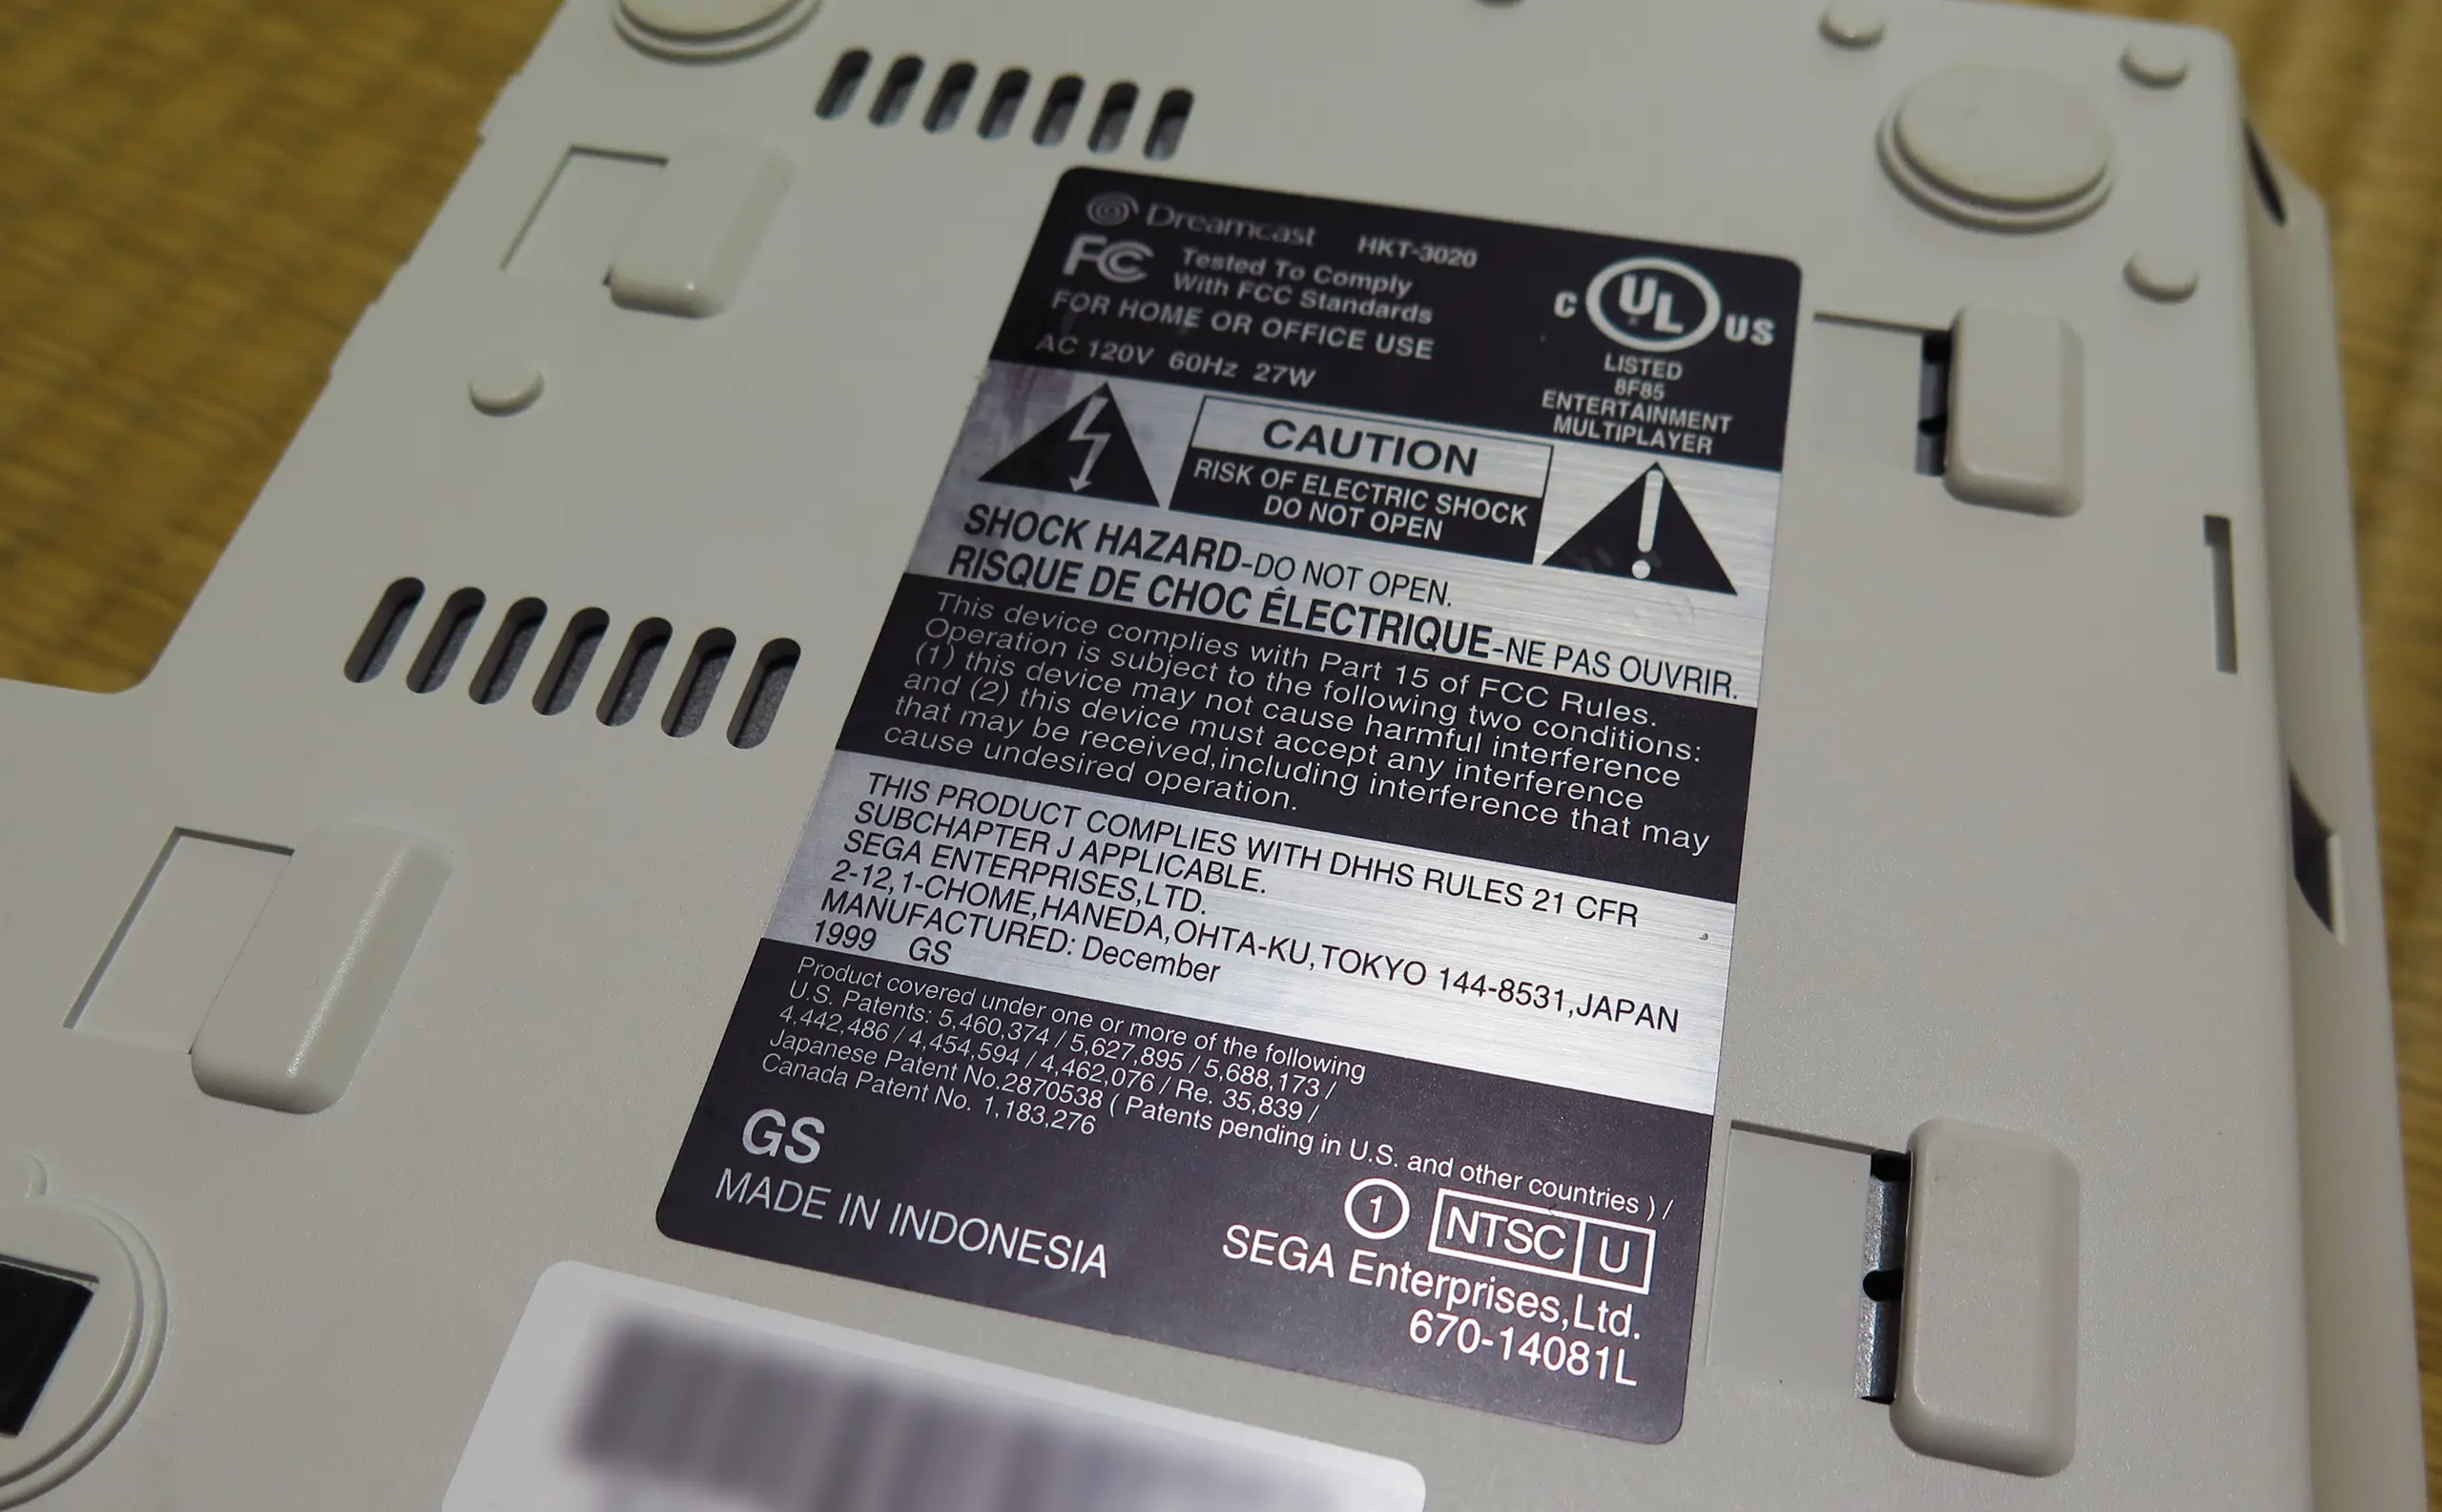 Dreamcast HKT-3020
FC Tested To Comply
With FCC Standards
FOR HOME OR OFFICE USE
AC 120V 60Hz 27W
C UL US
LISTED
8F85
ENTERTAINMENT
MULTIPLAYER
CAUTION
RISK OF ELECTRIC SHOCK
DO NOT OPEN
SHOCK HAZARD-DO NOT OPEN.
RISQUE DE CHOC ÊLECTRIQUE-NE PAS OUVRIR.
This device complies with Part 15 of FCC Rules.
Operation is subject to the following two conditions:
(1) this device may not cause harmful interference
and (2) this device must accept any interference
that may be received,including interference that may
cause undesired operation.
THIS PRODUCT COMPLIES WITH DHHS RULES 21 CFR
SUBCHAPTER J APPLICABLE.
SEGA ENTERPRISES,LTD.
2-12,1-CHOME,HANEDA,OHTA-KU,TOKYO 144-8531,JAPAN
MANUFACTURED: December
1999 GS
Product covered under one or more of the following
U.S. Patents: 5,460,374 / 5,627,895 / 5,688,173 /
4,442,486 / 4,454,594 / 4,462,076 / Re. 35,839 /
Japanese Patent No.2870538 ( Patents pending in U.S. and other countries ) /
Canada Patent No. 1,183,276
GS
MADE IN INDONESIA
1 NTSC U
SEGA Enterprises,Ltd.
670-14081L